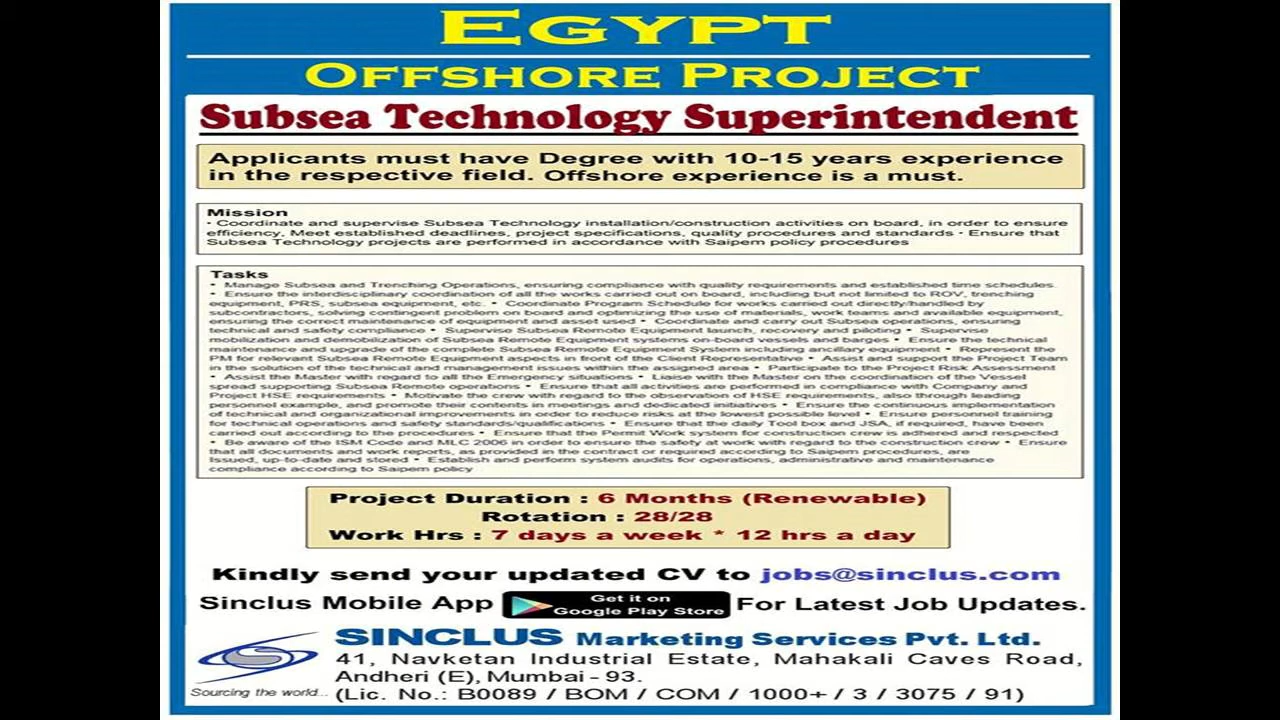 EGYPT
OFFSHORE PROJECT
Subsea Technology Superintendent
Applicants must have Degree with 10-15 years experience
in the respective field. Offshore experience is a must.
Mission
• Coordinate and supervise Subsea Technology installation/construction activities on board, in order to ensure
efficiency, Meet established deadlines, project specifications, quality procedures and standards • Ensure that
Subsea Technology projects are performed in accordance with Saipem policy procedures
Tasks
• Manage Subsea and Trenching Operations, ensuring compliance with quality requirements and established time schedules.
• Ensure the interdisciplinary coordination of all the works carried out on board, including but not limited to ROV, trenching
equipment, PRS, subsea equipment, etc. • Coordinate Program Schedule for works carried out directly/handled by
subcontractors, solving contingent problem on board and optimizing the use of materials, work teams and available equipment,
ensuring the correct maintenance of equipment and asset used • Coordinate and carry out Subsea operations, ensuring
technical and safety compliance • Supervise Subsea Remote Equipment launch, recovery and piloting • Supervise
mobilization and demobilization of Subsea Remote Equipment systems on-board vessels and barges • Ensure the technical
maintenance and upgrade of the complete Subsea Remote Equipment System including ancillary equipment • Represent the
PM for relevant Subsea Remote Equipment aspects in front of the Client Representative • Assist and support the Project Team
in the solution of the technical and management issues within the assigned area • Participate to the Project Risk Assessment
• Assist the Master with regard to all the Emergency situations • Liaise with the Master on the coordination of the Vessel
spread supporting Subsea Remote operations • Ensure that all activities are performed in compliance with Company and
Project HSE requirements • Motivate the crew with regard to the observation of HSE requirements, also through leading
personnel example, and promote their contents in meetings and dedicated initiatives • Ensure the continuous implementation
of technical and organizational improvements in order to reduce risks at the lowest possible level • Ensure personnel training
for technical operations and safety standards/qualifications • Ensure that the daily Tool box and JSA, if required, have been
carried out according to the procedures • Ensure that the Permit Work system for construction crew is adhered and respected
• Be aware of the ISM Code and MLC 2006 in order to ensure the safety at work with regard to the construction crew • Ensure
that all documents and work reports, as provided in the contract or required according to Saipem procedures, are
Issued, up-to-date and stored • Establish and perform system audits for operations, administrative and maintenance
compliance according to Saipem policy
Project Duration : 6 Months (Renewable)
Rotation : 28/28
Work Hrs : 7 days a week * 12 hrs a day
Kindly send your updated CV to jobs@sinclus.com
Sinclus Mobile App Get it on Google Play Store For Latest Job Updates.
SINCLUS Marketing Services Pvt. Ltd.
41, Navketan Industrial Estate, Mahakali Caves Road,
Andheri (E), Mumbai - 93.
Sourcing the world... (Lic. No.: B0089 / BOM / COM / 1000+ / 3 / 3075 / 91)